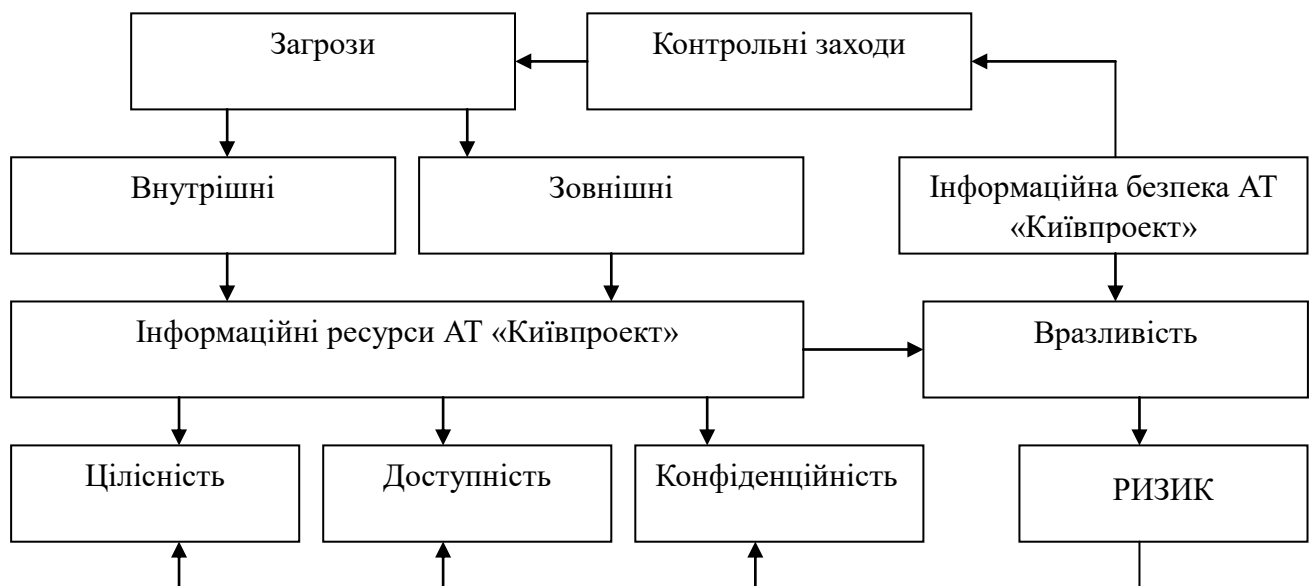 Загрози
Контрольні заходи
Внутрішні
Зовнішні
Інформаційна безпека АТ
«Київпроект»
Інформаційні ресурси АТ «Київпроект»
Вразливість
Цілісність
Доступність
Конфіденційність
РИЗИК